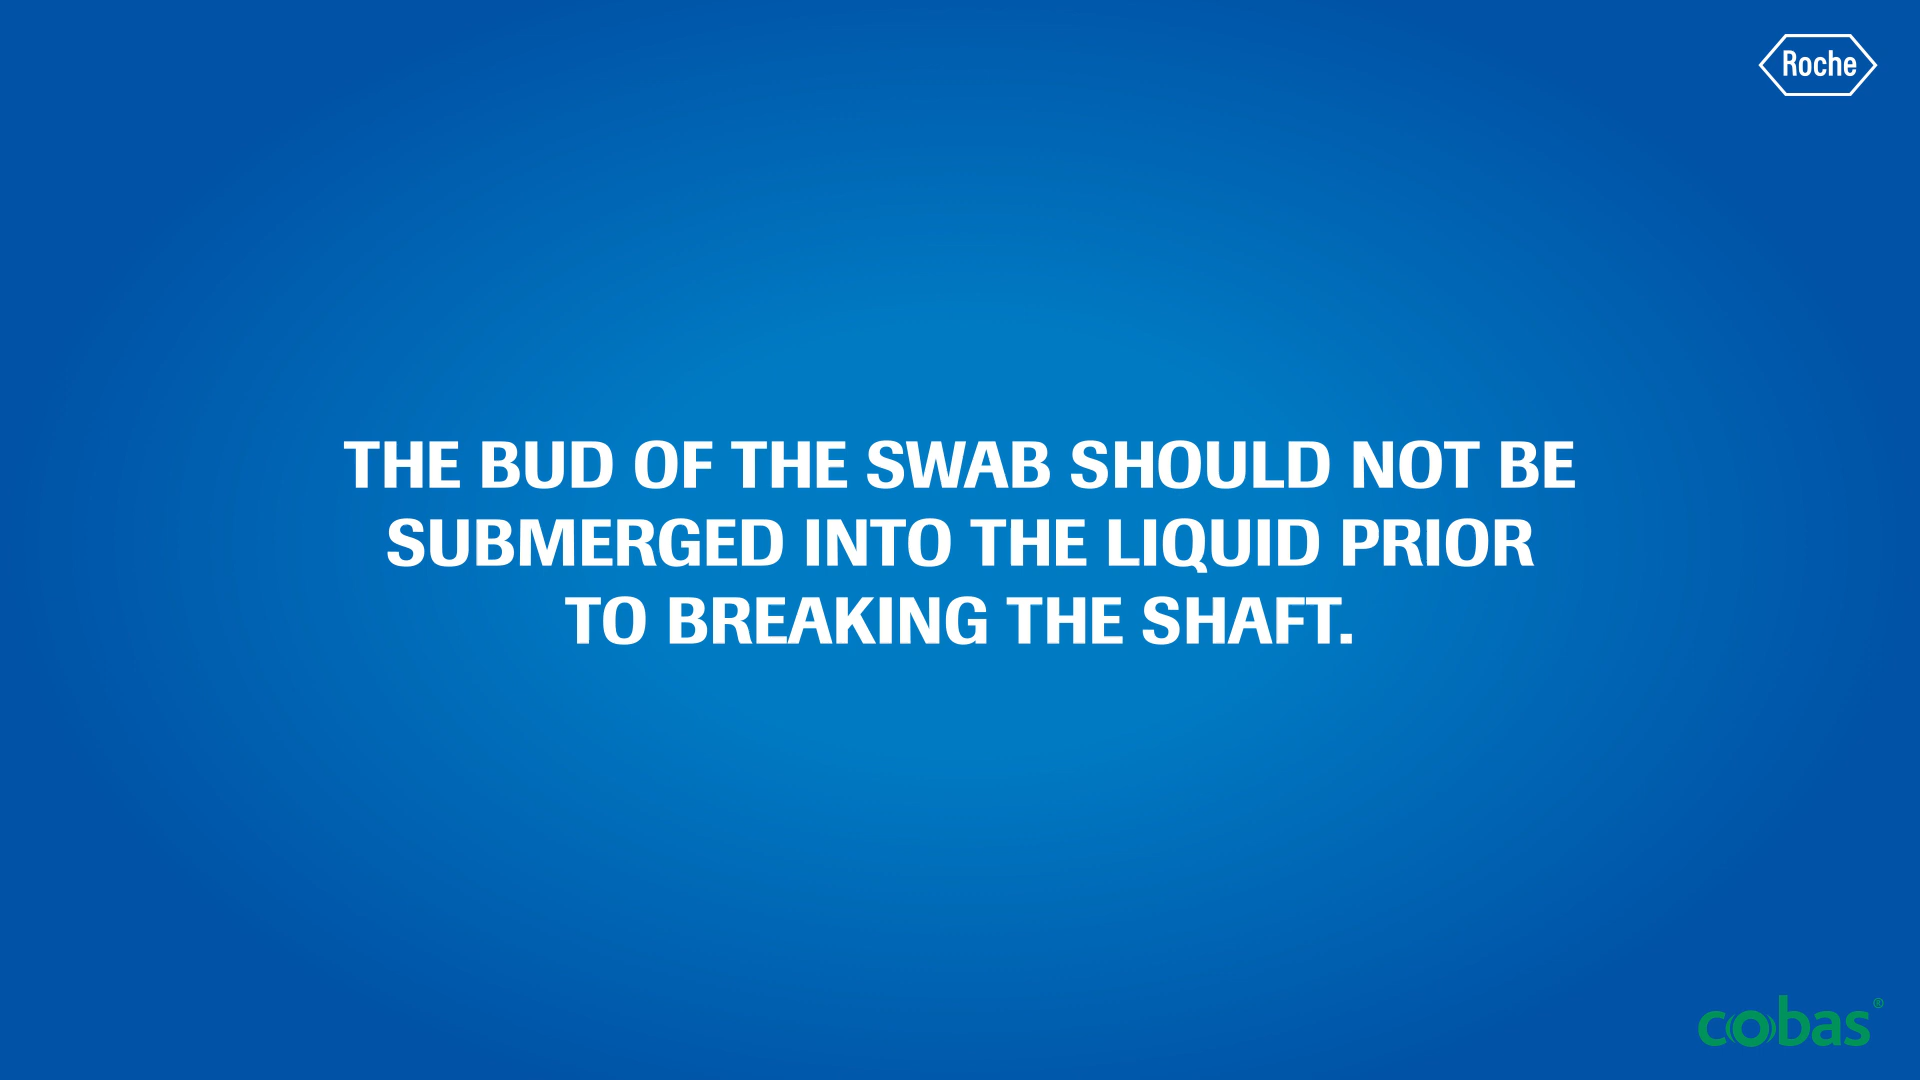 Roche
THE BUD OF THE SWAB SHOULD NOT BE
SUBMERGED INTO THE LIQUID PRIOR
TO BREAKING THE SHAFT.
cobas®